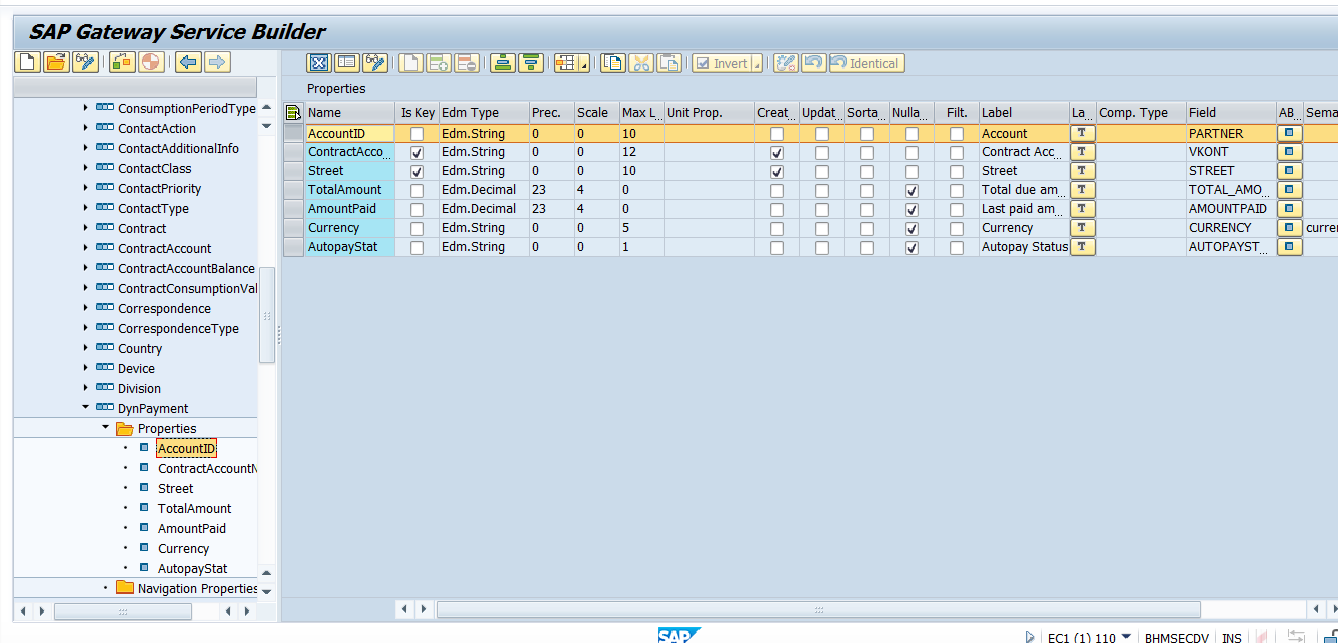 SAP Gateway Service Builder
Invert
Identical
Properties
ConsumptionPeriodType
ContactAction
ContactAdditionalInfo
ContactClass
ContactPriority
ContactType
Contract
ContractAccount
ContractAccountBalance
ContractConsumptionVal
Correspondence
CorrespondenceType
Country
Device
Division
DynPayment
Properties
AccountID
ContractAccountN
Street
TotalAmount
AmountPaid
Currency
AutopayStat
Navigation Properties
Name Is Key Edm Type Prec. Scale Max L... Unit Prop. Creat... Updat... Sorta... Nulla... Filt. Label La... Comp. Type Field AB... Sema
AccountID Edm.String 0 0 10 Account T PARTNER
ContractAcco... Edm.String 0 0 12 Contract Acc... T VKONT
Street Edm.String 0 0 10 Street T STREET
TotalAmount Edm.Decimal 23 4 0 Total due am... T TOTAL_AMO...
AmountPaid Edm.Decimal 23 4 0 Last paid am... T AMOUNTPAID
Currency Edm.String 0 0 5 Currency T CURRENCY curre
AutopayStat Edm.String 0 0 1 Autopay Status T AUTOPAYST...
SAP
EC1 (1) 110 BHMSECDV INS